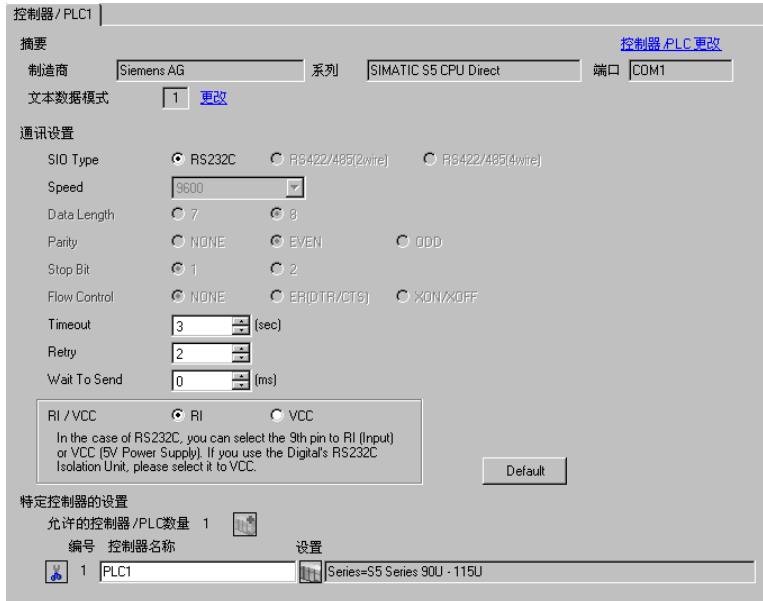 控制器/PLC1
摘要 控制器/PLC更改
制造商 Siemens AG 系列 SIMATIC S5 CPU Direct 端口 COM1
文本数据模式 1 更改
通讯设置
SIO Type RS232C RS422/485(2wire) RS422/485(4wire)
Speed 9600
Data Length 7 8
Parity NONE EVEN ODD
Stop Bit 1 2
Flow Control NONE ER(DTR/CTS) XON/XOFF
Timeout 3 (sec)
Retry 2
Wait To Send 0 (ms)
RI / VCC RI VCC
In the case of RS232C, you can select the 9th pin to RI (Input)
or VCC (5V Power Supply). If you use the Digital's RS232C
Isolation Unit, please select it to VCC.
Default
特定控制器的设置
允许的控制器/PLC数量 1
编号 控制器名称 设置
1 PLC1 Series=S5 Series 90U - 115U